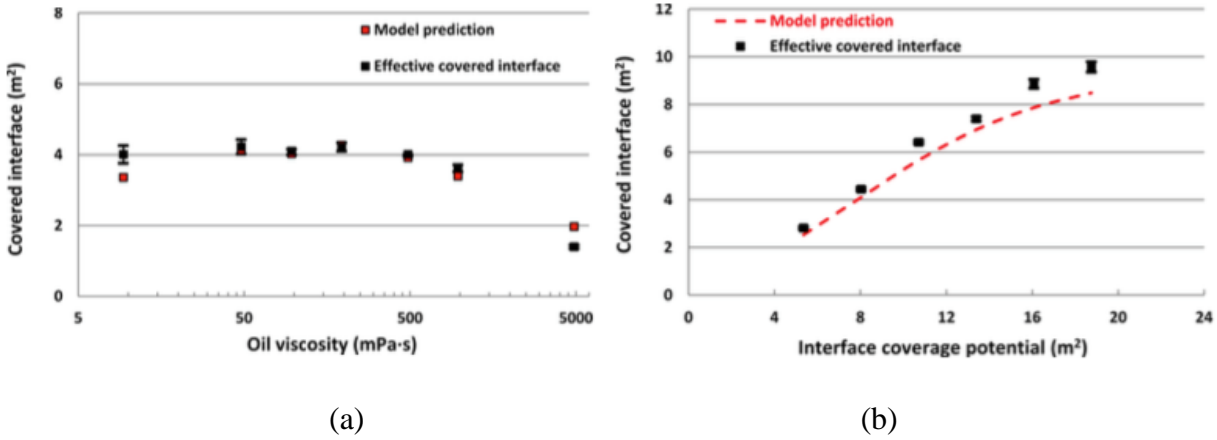 8
6
4
2
0
Covered interface (m²)
Model prediction
Effective covered interface
5
50
500
5000
Oil viscosity (mPa·s)
(a)
12
10
8
6
4
2
0
Covered interface (m²)
Model prediction
Effective covered interface
0
4
8
12
16
20
24
Interface coverage potential (m²)
(b)